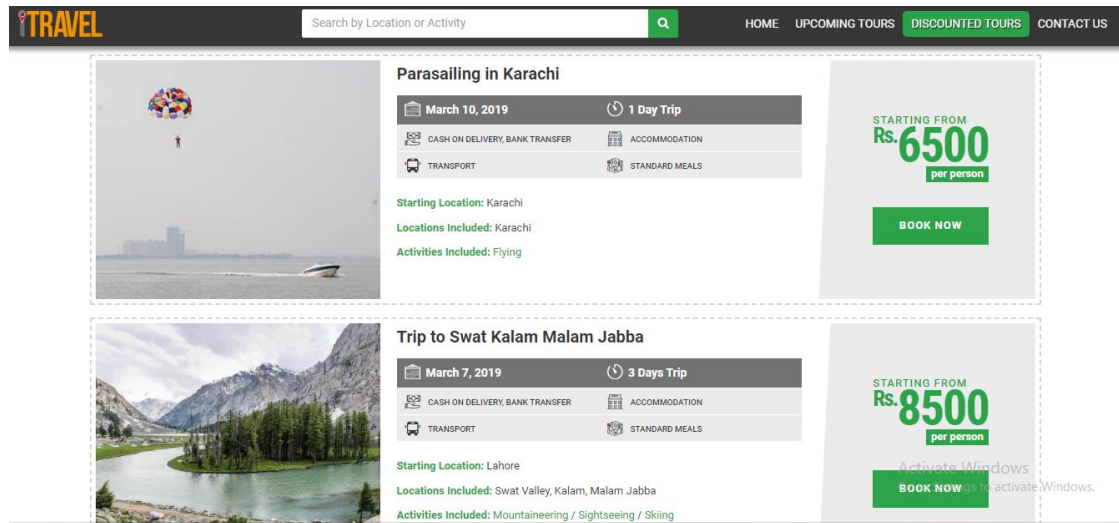 iTRAVEL
Search by Location or Activity
HOME UPCOMING TOURS DISCOUNTED TOURS CONTACT US
Parasailing in Karachi
March 10, 2019 1 Day Trip
CASH ON DELIVERY, BANK TRANSFER ACCOMMODATION
TRANSPORT STANDARD MEALS
Starting Location: Karachi
Locations Included: Karachi
Activities Included: Flying
STARTING FROM
Rs.6500
per person
BOOK NOW
Trip to Swat Kalam Malam Jabba
March 7, 2019 3 Days Trip
CASH ON DELIVERY, BANK TRANSFER ACCOMMODATION
TRANSPORT STANDARD MEALS
Starting Location: Lahore
Locations Included: Swat Valley, Kalam, Malam Jabba
Activities Included: Mountaineering / Sightseeing / Skiing
STARTING FROM
Rs.8500
per person
Activate Windows
BOOK NOW
to activate Windows.